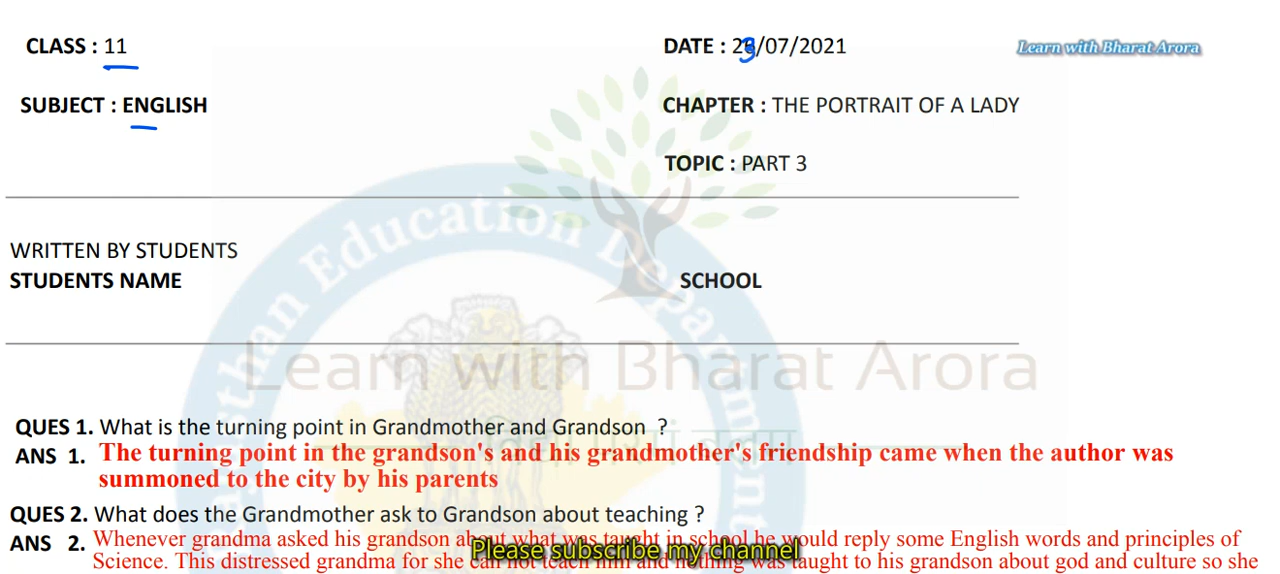 CLASS : 11
DATE : 23/07/2021
Learn with Bharat Arora
SUBJECT : ENGLISH
CHAPTER : THE PORTRAIT OF A LADY
TOPIC : PART 3
WRITTEN BY STUDENTS
STUDENTS NAME
SCHOOL
Education Department
Learn with Bharat Arora
QUES 1. What is the turning point in Grandmother and Grandson ?
ANS 1. The turning point in the grandson's and his grandmother's friendship came when the author was
summoned to the city by his parents
QUES 2. What does the Grandmother ask to Grandson about teaching ?
ANS 2. Whenever grandma asked his grandson about what was taught in school he would reply some English words and principles of
Please subscribe my channel
Science. This distressed grandma for she can not teach him and nothing was taught to his grandson about god and culture so she